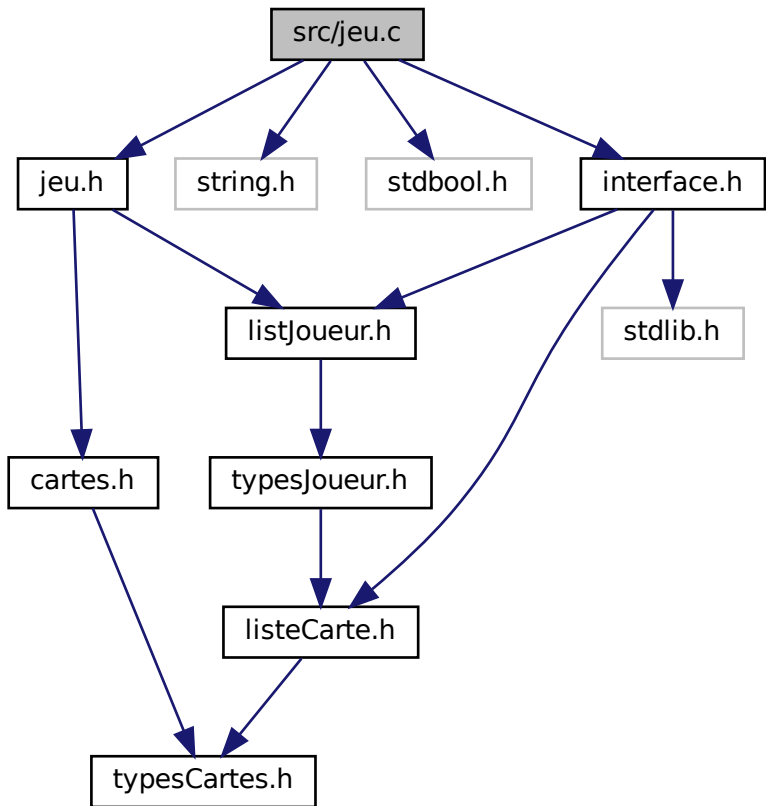 src/jeu.c
jeu.h
string.h
stdbool.h
interface.h
listJoueur.h
stdlib.h
cartes.h
typesJoueur.h
listeCarte.h
typesCartes.h